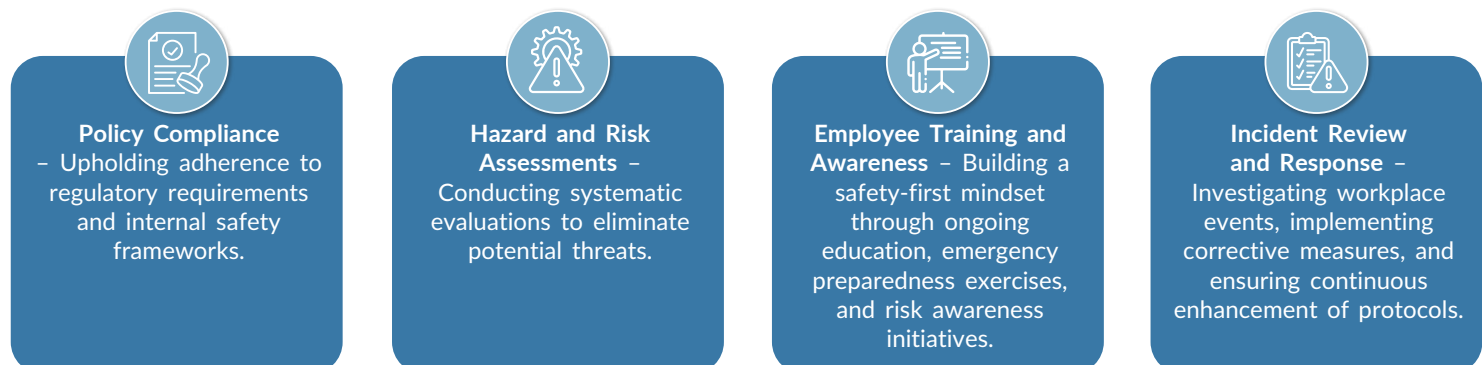 Policy Compliance
– Upholding adherence to
regulatory requirements
and internal safety
frameworks.
Hazard and Risk
Assessments –
Conducting systematic
evaluations to eliminate
potential threats.
Employee Training and
Awareness – Building a
safety-first mindset
through ongoing
education, emergency
preparedness exercises,
and risk awareness
initiatives.
Incident Review
and Response –
Investigating workplace
events, implementing
corrective measures, and
ensuring continuous
enhancement of protocols.